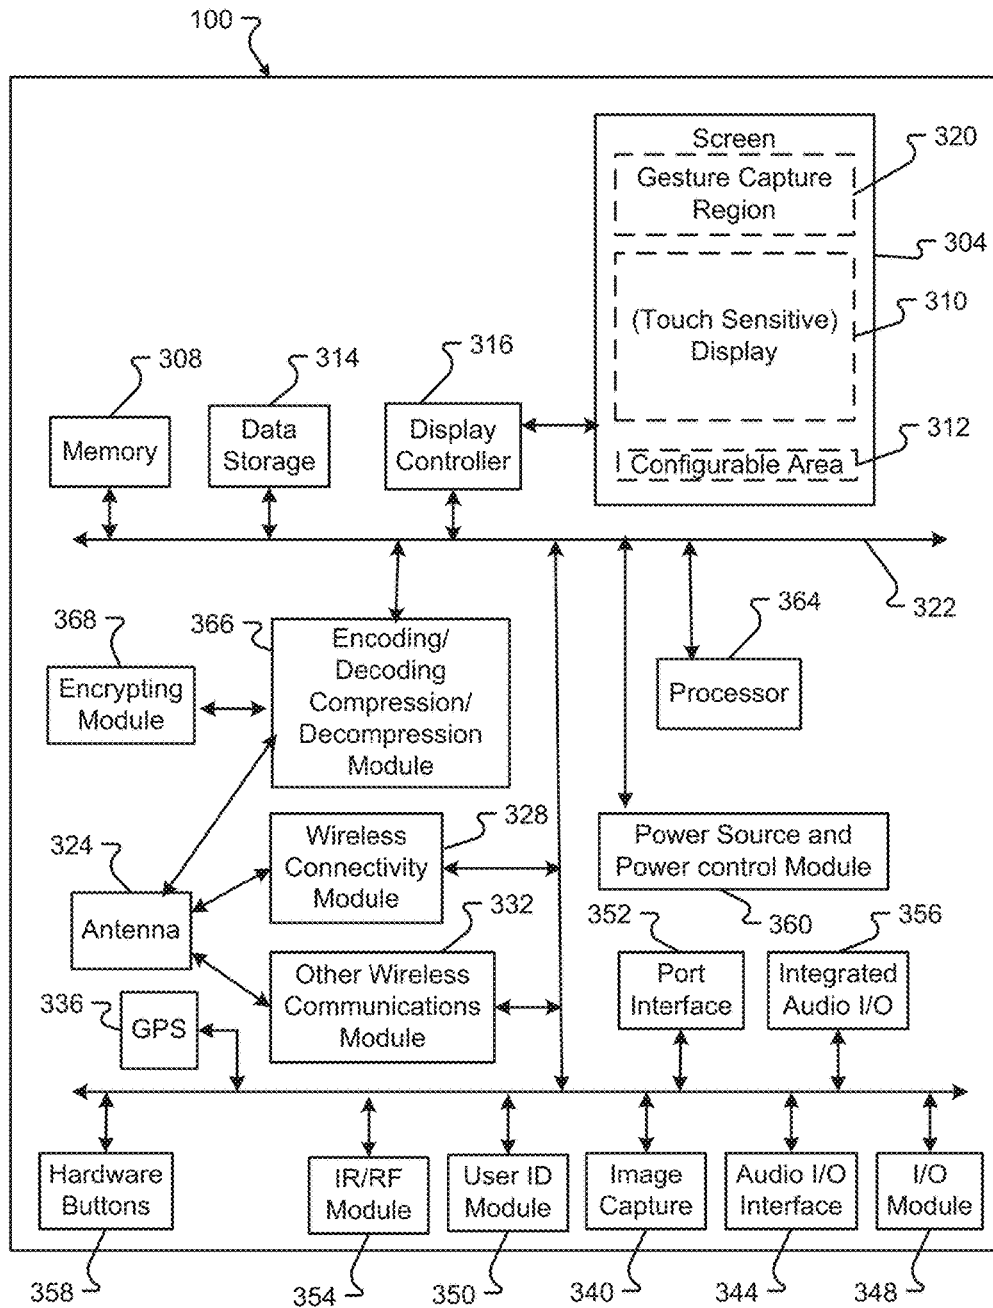 100
Screen
320
Gesture Capture
Region
304
310
(Touch Sensitive)
Display
308
314
316
312
Memory
Data
Storage
Display
Controller
Configurable Area
322
368
366
364
Encoding/
Decoding
Compression/
Decompression
Module
Encrypting
Module
Processor
324
328
Wireless
Connectivity
Module
Power Source and
Power control Module
Antenna
332
352
360
356
336
GPS
Other Wireless
Communications
Module
Port
Interface
Integrated
Audio I/O
Hardware
Buttons
IR/RF
Module
User ID
Module
Image
Capture
Audio I/O
Interface
I/O
Module
358
354
350
340
344
348